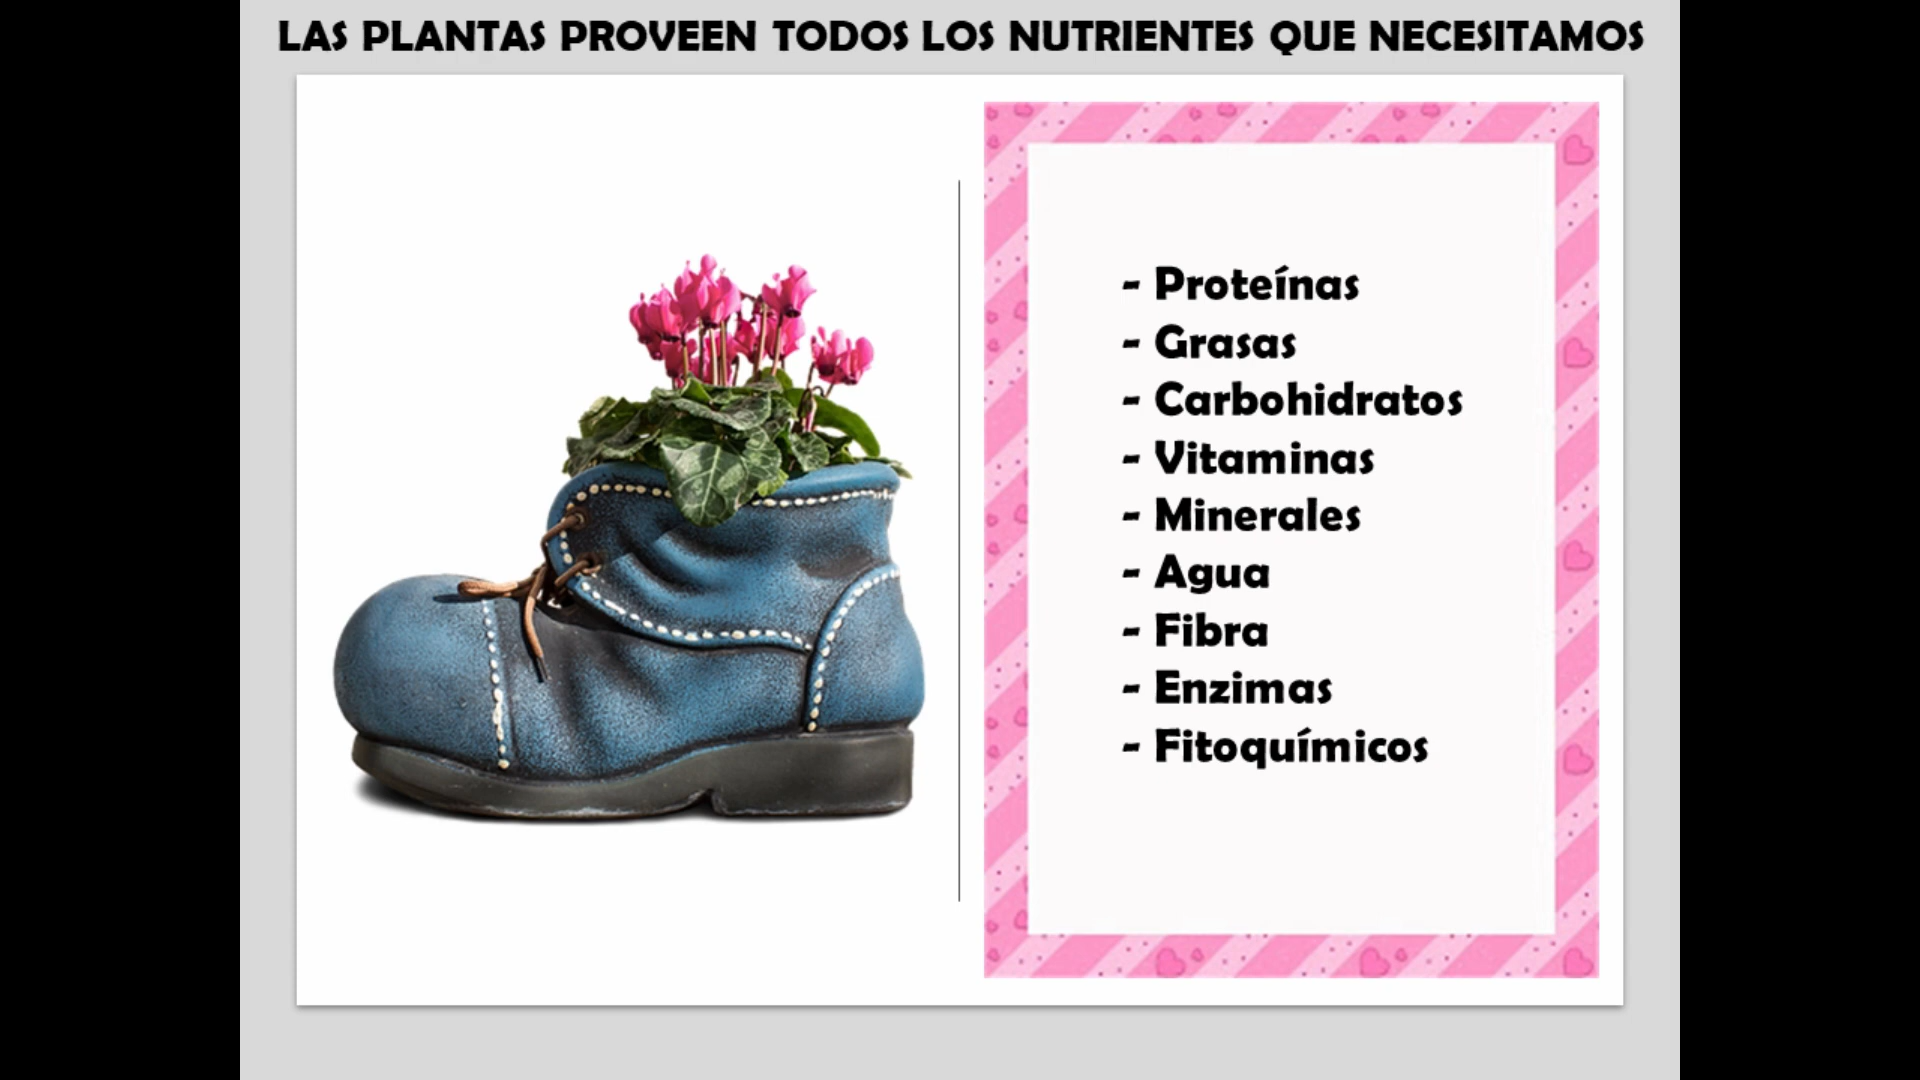 LAS PLANTAS PROVEEN TODOS LOS NUTRIENTES QUE NECESITAMOS
- Proteínas
- Grasas
- Carbohidratos
- Vitaminas
- Minerales
- Agua
- Fibra
- Enzimas
- Fitoquímicos